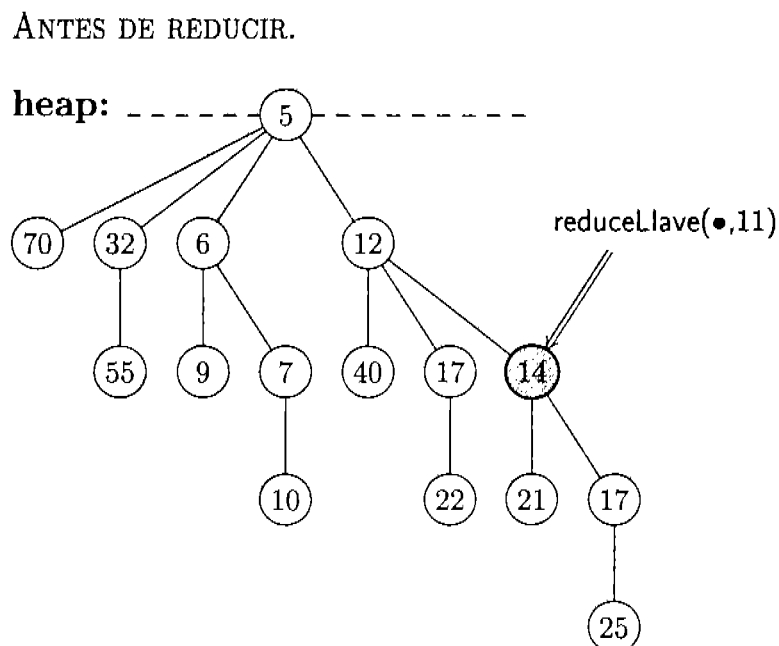 ANTES DE REDUCIR.
heap:
5
reduceLlave(•,11)
70 32 6 12
55 9 7 40 17 14
10 22 21 17
25